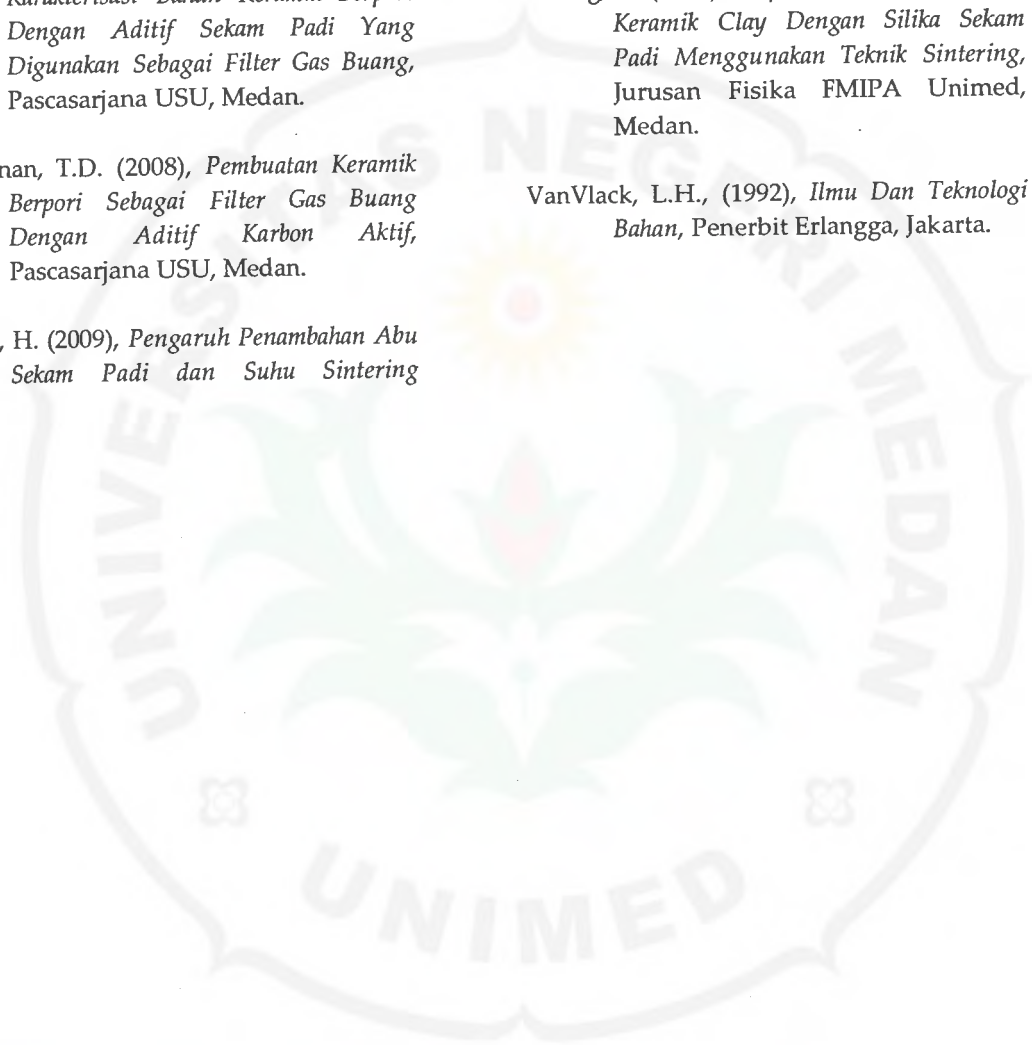 Dengan Aditif Sekam Padi Yang
Digunakan Sebagai Filter Gas Buang,
Pascasarjana USU, Medan.
nan, T.D. (2008), Pembuatan Keramik
Berpori Sebagai Filter Gas Buang
Dengan Aditif Karbon Aktif,
Pascasarjana USU, Medan.
, H. (2009), Pengaruh Penambahan Abu
Sekam Padi dan Suhu Sintering
Keramik Clay Dengan Silika Sekam
Padi Menggunakan Teknik Sintering,
Jurusan Fisika FMIPA Unimed,
Medan.
VanVlack, L.H., (1992), Ilmu Dan Teknologi
Bahan, Penerbit Erlangga, Jakarta.
UNIVERSITAS NEGERI MEDAN
UNIMED